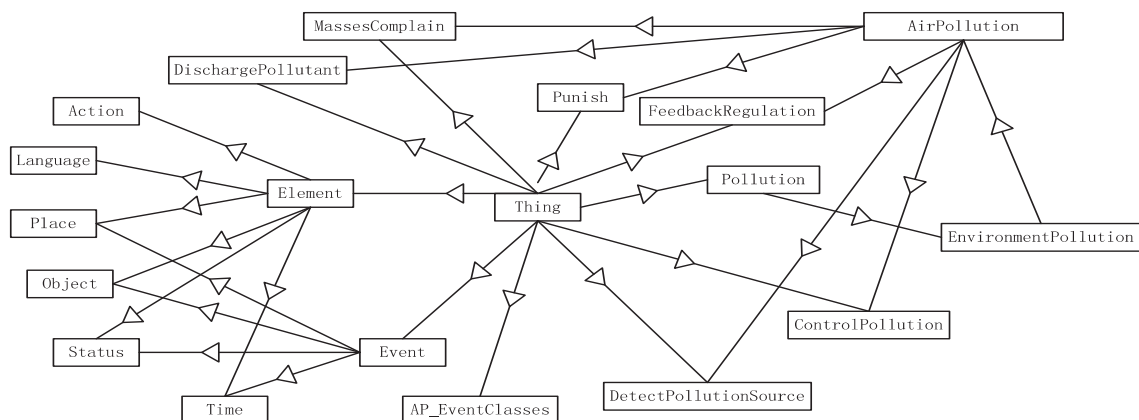 MassesComplain
AirPollution
DischargePollutant
Action
Punish
FeedbackRegulation
Language
Element
Thing
Pollution
Place
EnvironmentPollution
Object
ControlPollution
Status
Event
Time
AP_EventClasses
DetectPollutionSource